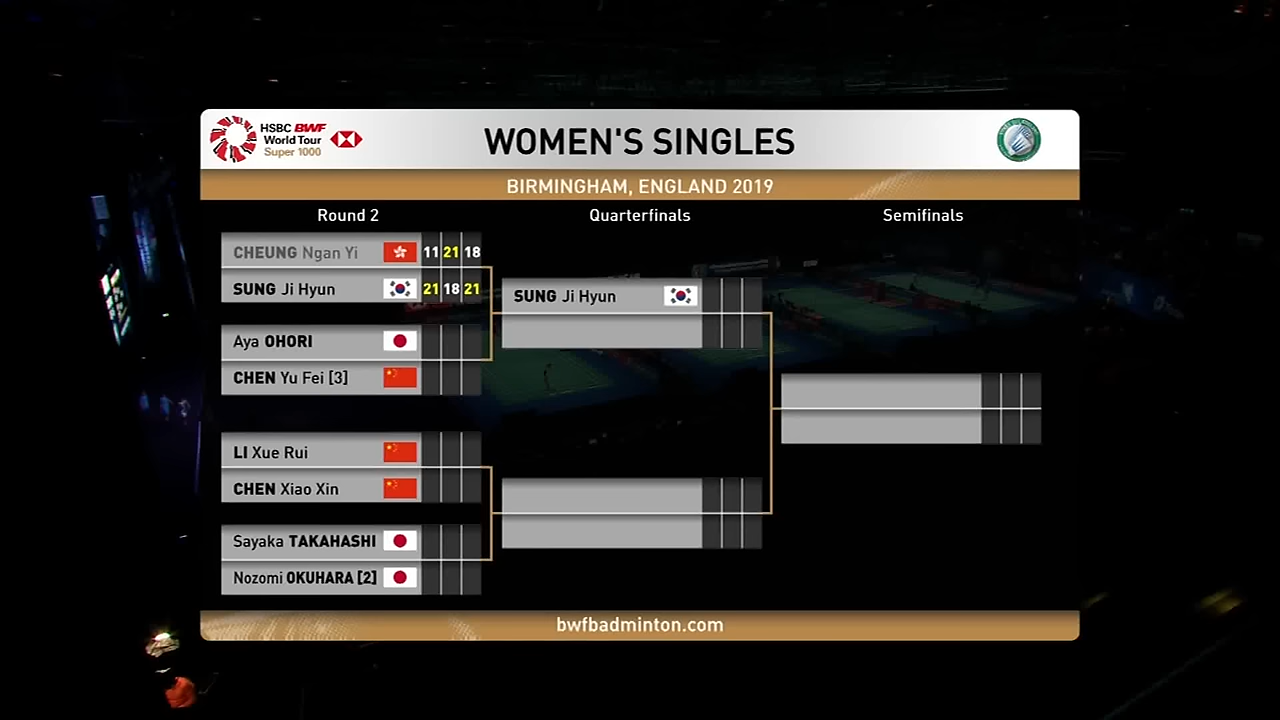 HSBC BWF
World Tour
Super 1000
WOMEN'S SINGLES
BIRMINGHAM, ENGLAND 2019
Round 2
Quarterfinals
Semifinals
CHEUNG Ngan Yi 11 21 18
SUNG Ji Hyun 21 18 21
Aya OHORI
CHEN Yu Fei [3]
LI Xue Rui
CHEN Xiao Xin
Sayaka TAKAHASHI
Nozomi OKUHARA [2]
SUNG Ji Hyun
bwfbadminton.com